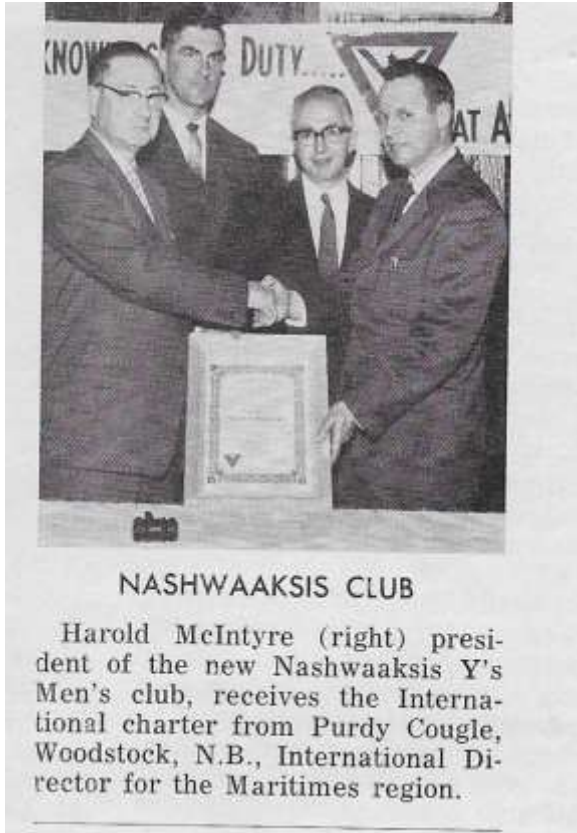 DUTY.....
AT
NASHWAAKSIS CLUB
Harold McIntyre (right) presi-
dent of the new Nashwaaksis Y's
Men's club, receives the Interna-
tional charter from Purdy Cougle,
Woodstock, N.B., International Di-
rector for the Maritimes region.